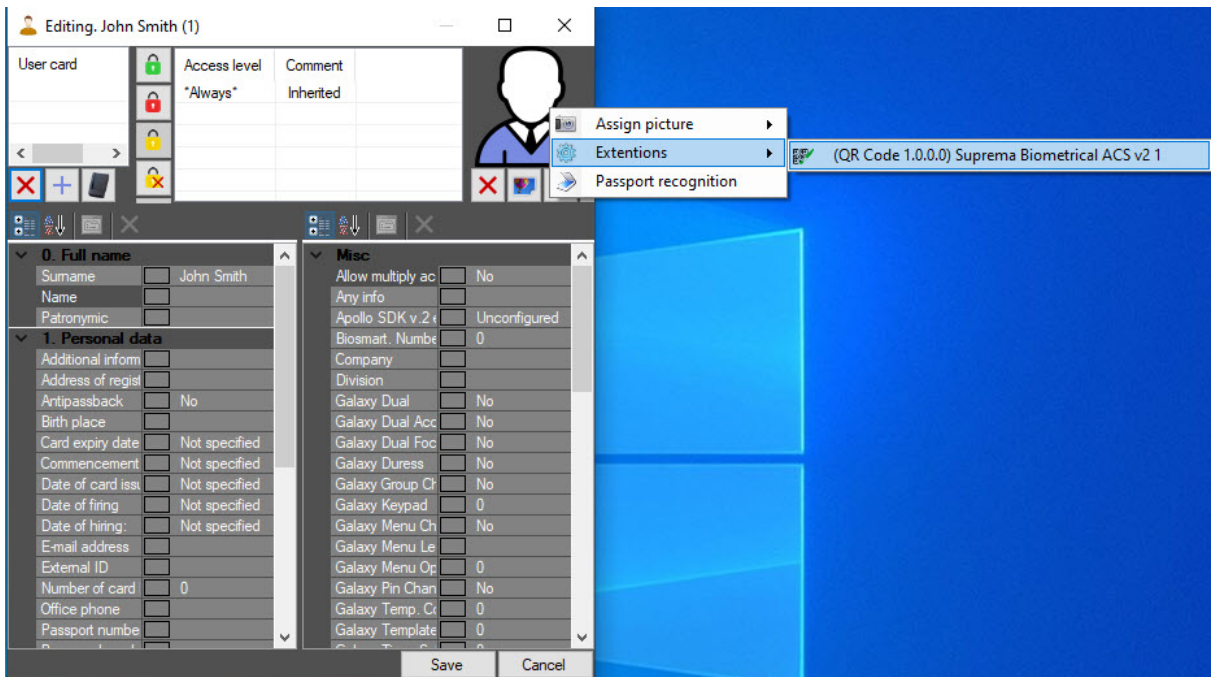 Editing. John Smith (1)
User card
Access level Comment
*Always* Inherited
Assign picture
Extentions
(QR Code 1.0.0.0) Suprema Biometrical ACS v2 1
Passport recognition
0. Full name
Surname John Smith
Name
Patronymic
1. Personal data
Additional inform
Address of regist
Antipassback No
Birth place
Card expiry date Not specified
Commencement Not specified
Date of card issu Not specified
Date of firing Not specified
Date of hiring: Not specified
E-mail address
External ID
Number of card 0
Office phone
Passport numbe
Misc
Allow multiply ac No
Any info
Apollo SDK v.2 e Unconfigured
Biosmart. Numbe 0
Company
Division
Galaxy Dual No
Galaxy Dual Acc No
Galaxy Dual Foc No
Galaxy Duress No
Galaxy Group Ch No
Galaxy Keypad 0
Galaxy Menu Ch No
Galaxy Menu Le
Galaxy Menu Op 0
Galaxy Pin Chan No
Galaxy Temp. Co 0
Galaxy Template 0
Save Cancel